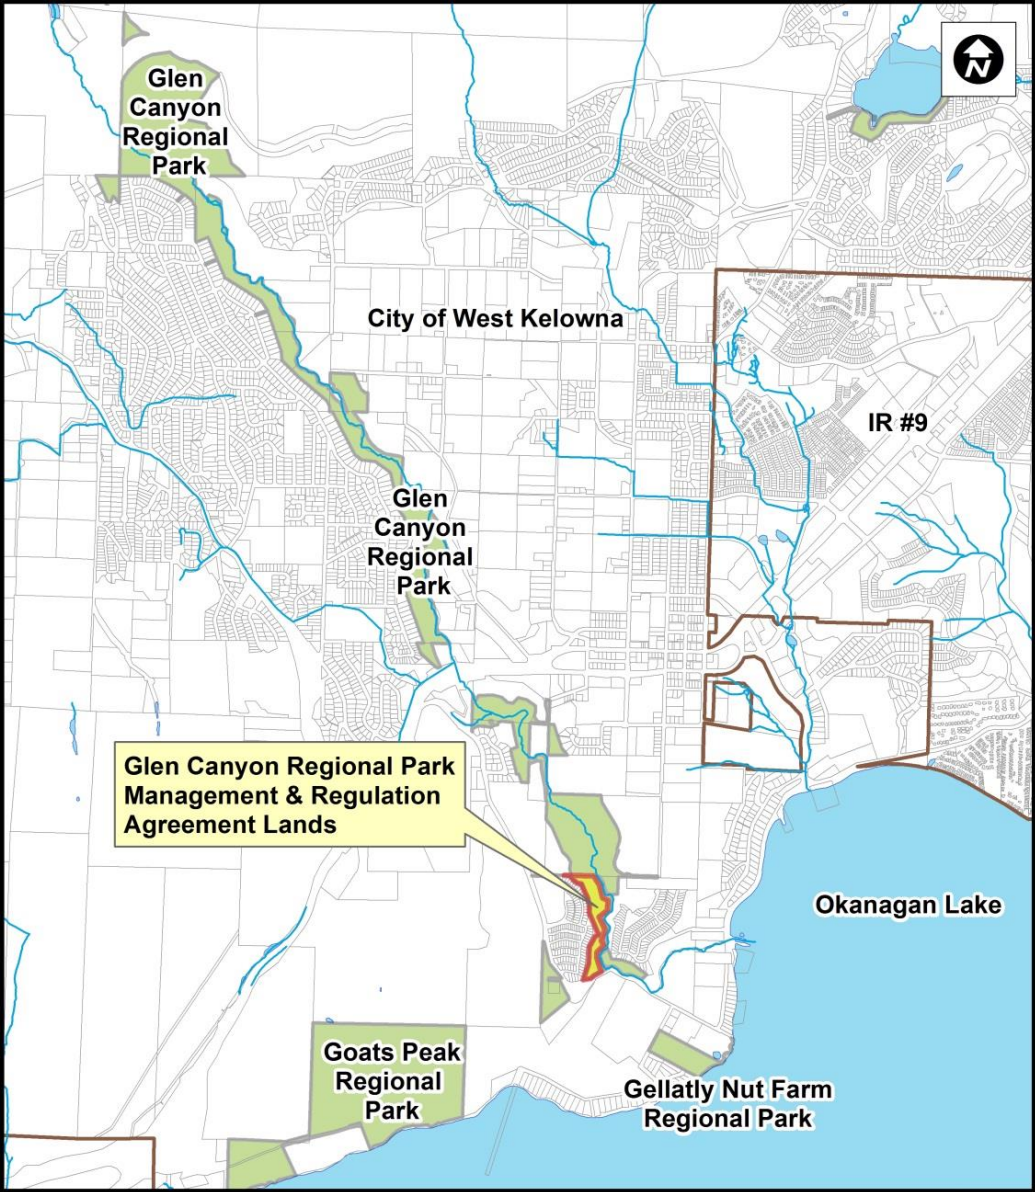 N
Glen
Canyon
Regional
Park
City of West Kelowna
IR #9
Glen
Canyon
Regional
Park
Glen Canyon Regional Park
Management & Regulation
Agreement Lands
Okanagan Lake
Goats Peak
Regional
Park
Gellatly Nut Farm
Regional Park